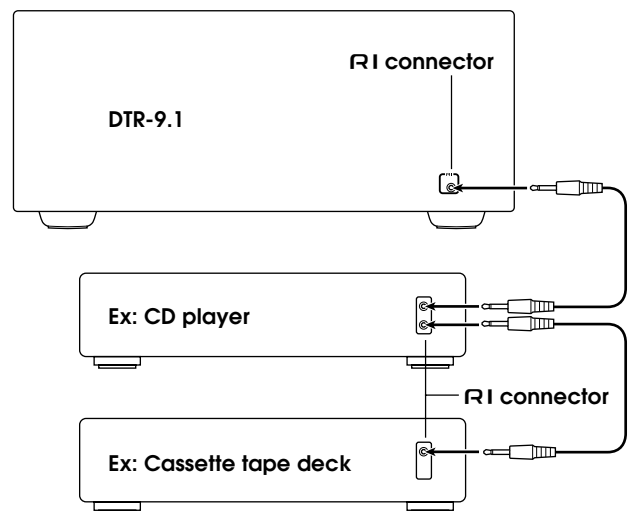 RI connector
DTR-9.1
Ex: CD player
RI connector
Ex: Cassette tape deck